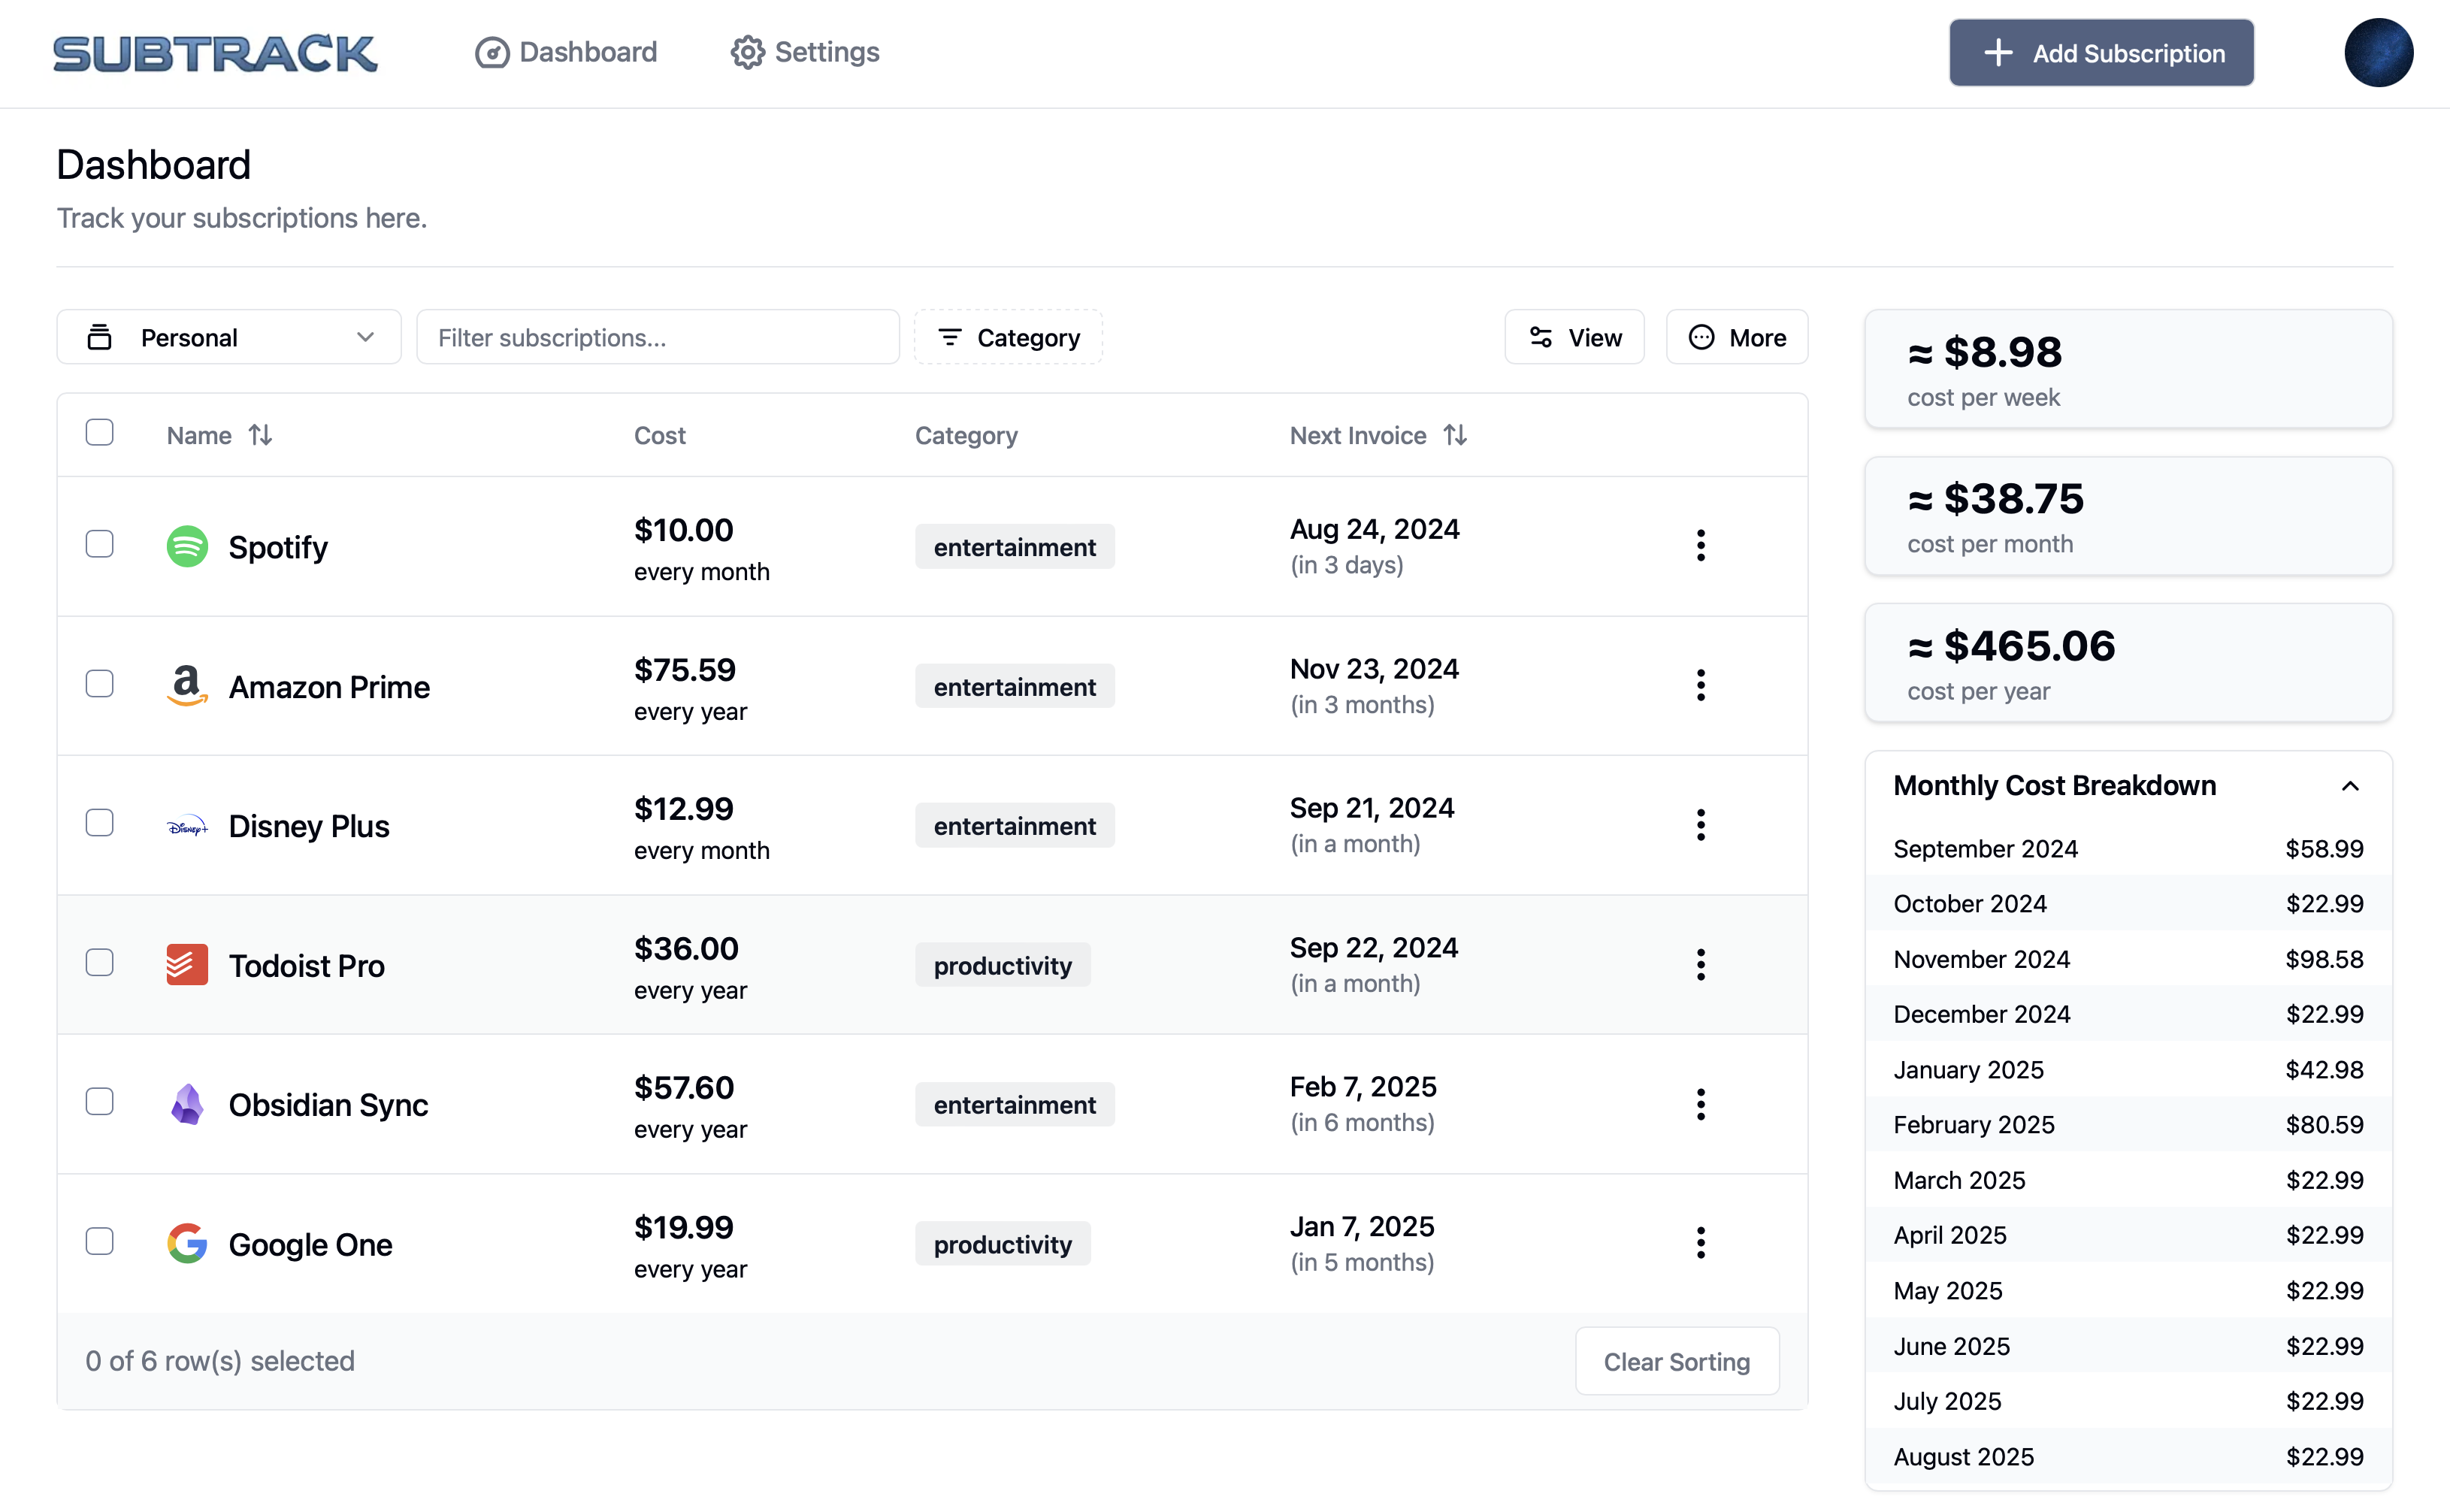 SUBTRACK
Dashboard
Settings
Add Subscription
Dashboard
Track your subscriptions here.
Personal
Filter subscriptions...
Category
View
More
Name
Cost
Category
Next Invoice
Spotify
$10.00
every month
entertainment
Aug 24, 2024
(in 3 days)
a
Amazon Prime
$75.59
every year
entertainment
Nov 23, 2024
(in 3 months)
Disney+
Disney Plus
$12.99
every month
entertainment
Sep 21, 2024
(in a month)
Todoist Pro
$36.00
every year
productivity
Sep 22, 2024
(in a month)
Obsidian Sync
$57.60
every year
entertainment
Feb 7, 2025
(in 6 months)
G
Google One
$19.99
every year
productivity
Jan 7, 2025
(in 5 months)
0 of 6 row(s) selected
Clear Sorting
≈ $8.98
cost per week
≈ $38.75
cost per month
≈ $465.06
cost per year
Monthly Cost Breakdown
September 2024 $58.99
October 2024 $22.99
November 2024 $98.58
December 2024 $22.99
January 2025 $42.98
February 2025 $80.59
March 2025 $22.99
April 2025 $22.99
May 2025 $22.99
June 2025 $22.99
July 2025 $22.99
August 2025 $22.99